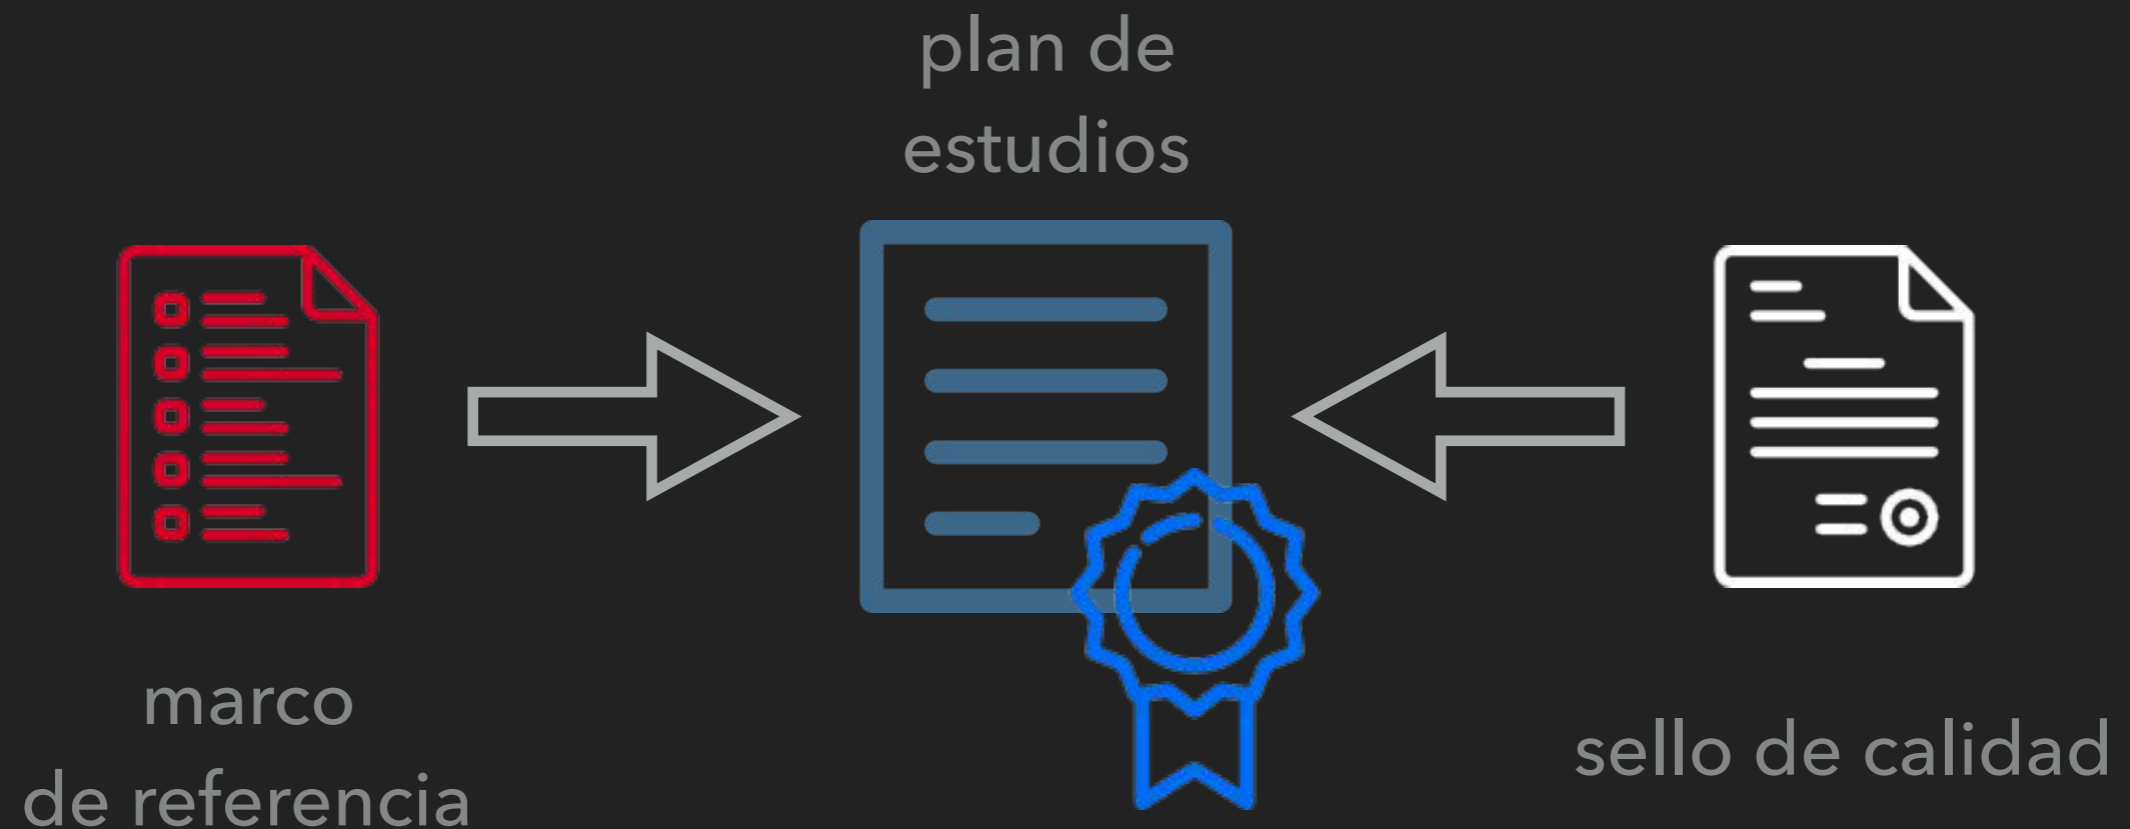 plan de
estudios
marco
de referencia
sello de calidad